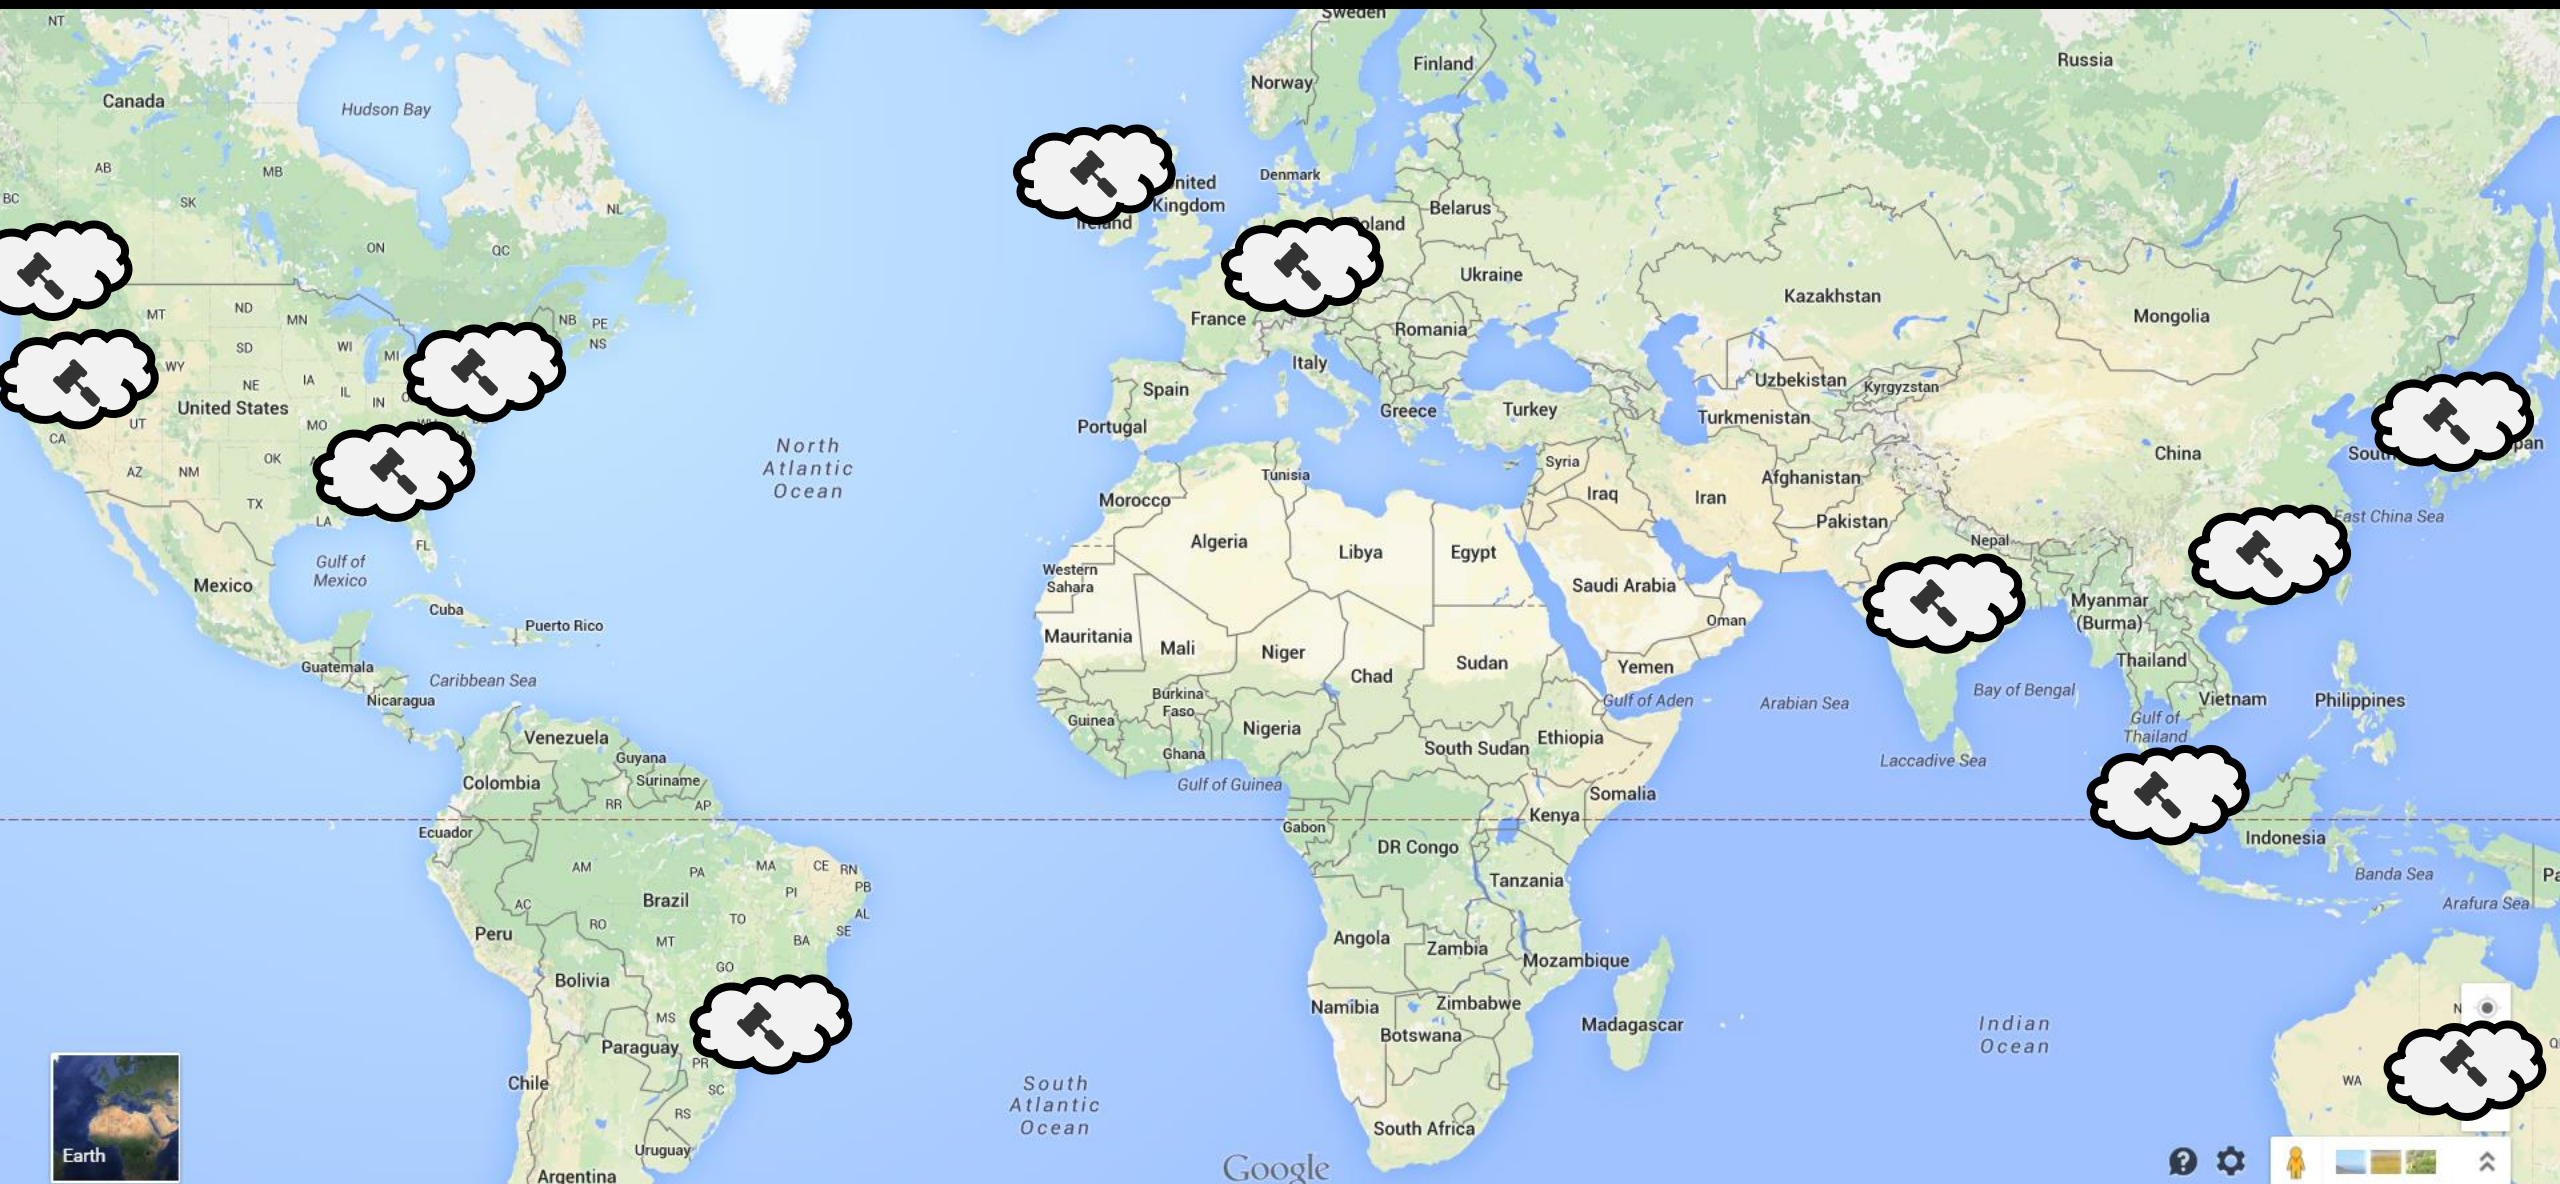 NT
Canada
Hudson Bay
AB
MB
BC
SK
NL
ON
QC
MT
ND
MN
NB
PE
NS
SD
WI
MI
WY
NE
IA
IL
IN
United States
UT
MO
CA
AZ
NM
OK
TX
LA
FL
Gulf of
Mexico
Mexico
Cuba
Puerto Rico
Guatemala
Caribbean Sea
Nicaragua
Venezuela
Guyana
Colombia
Suriname
RR
AP
Ecuador
AM
PA
MA
CE
RN
PB
PI
AL
Brazil
AC
RO
TO
SE
Peru
MT
BA
GO
Bolivia
MS
Paraguay
PR
Chile
SC
RS
Uruguay
Argentina
Earth
North
Atlantic
Ocean
South
Atlantic
Ocean
Sweden
Finland
Norway
Russia
Denmark
United
Kingdom
Ireland
Poland
Belarus
Ukraine
France
Romania
Italy
Spain
Portugal
Greece
Turkey
Kazakhstan
Mongolia
Uzbekistan
Kyrgyzstan
Turkmenistan
China
South
pan
Syria
Tunisia
Morocco
Iraq
Iran
Afghanistan
Pakistan
Nepal
East China Sea
Algeria
Libya
Egypt
Western
Sahara
Saudi Arabia
Oman
Mauritania
Mali
Niger
Chad
Sudan
Yemen
Gulf of Aden
Arabian Sea
Bay of Bengal
Myanmar
(Burma)
Thailand
Vietnam
Philippines
Gulf of
Thailand
Laccadive Sea
Burkina
Faso
Guinea
Nigeria
Ghana
Gulf of Guinea
South Sudan
Ethiopia
Somalia
Kenya
Gabon
DR Congo
Tanzania
Indonesia
Banda Sea
Arafura Sea
Pa
Angola
Zambia
Mozambique
Namibia
Zimbabwe
Botswana
Madagascar
Indian
Ocean
South Africa
WA
N
Q
Google